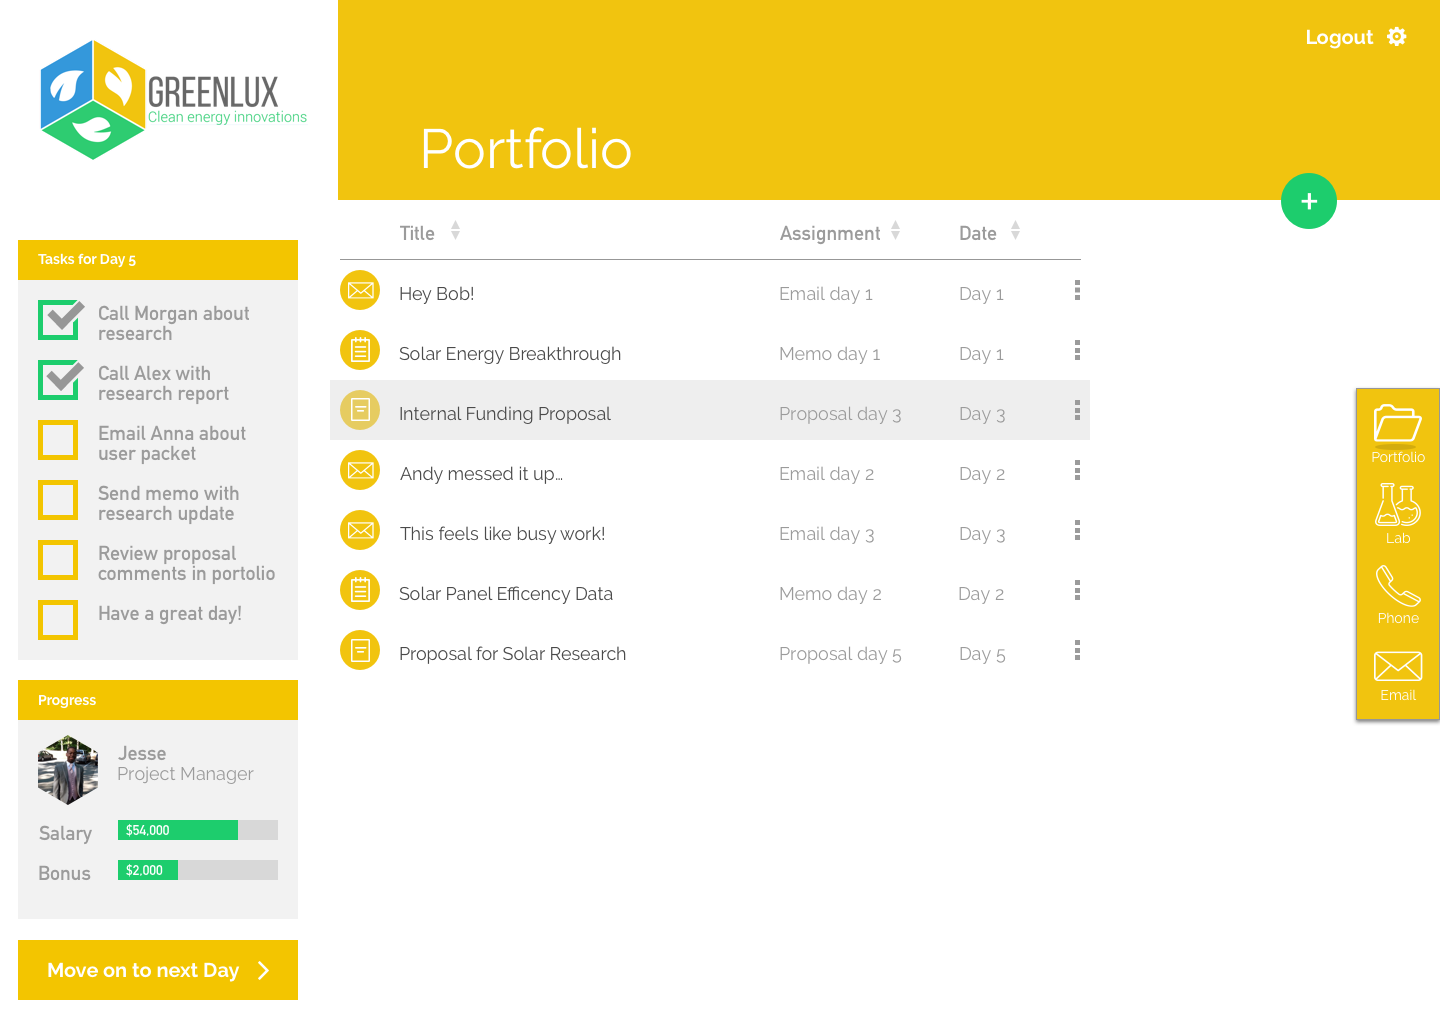 GREENLUX
Clean energy innovations
Logout
Portfolio
+
Tasks for Day 5
Call Morgan about
research
Call Alex with
research report
Email Anna about
user packet
Send memo with
research update
Review proposal
comments in portolio
Have a great day!
Progress
Jesse
Project Manager
Salary $54,000
Bonus $2,000
Move on to next Day
Title Assignment Date
Hey Bob! Email day 1 Day 1
Solar Energy Breakthrough Memo day 1 Day 1
Internal Funding Proposal Proposal day 3 Day 3
Andy messed it up... Email day 2 Day 2
This feels like busy work! Email day 3 Day 3
Solar Panel Efficency Data Memo day 2 Day 2
Proposal for Solar Research Proposal day 5 Day 5
Portfolio
Lab
Phone
Email